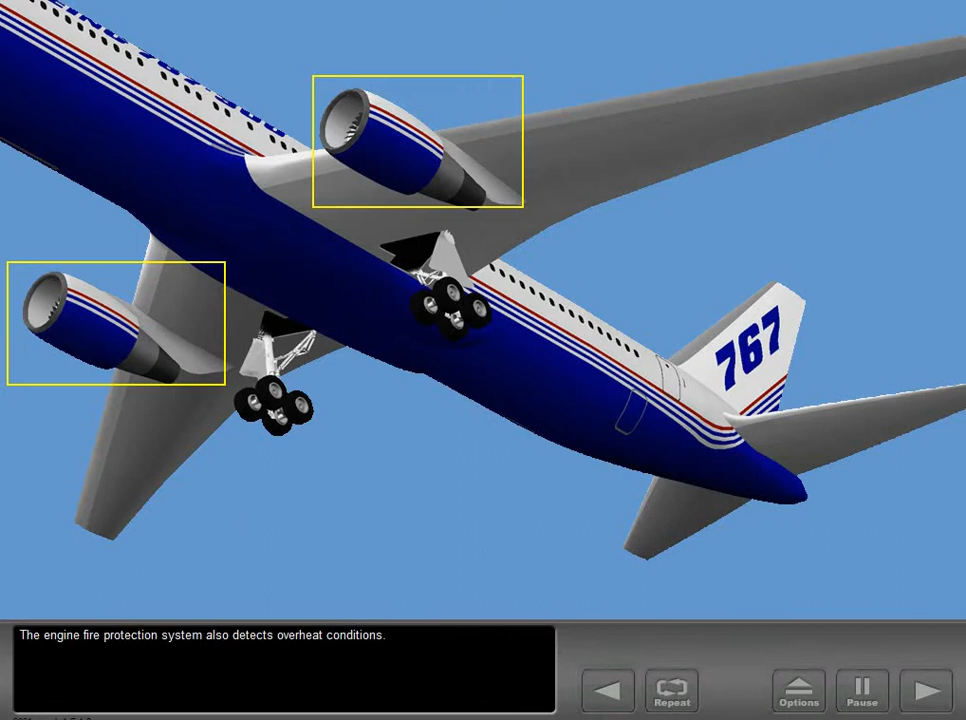 767
The engine fire protection system also detects overheat conditions.
Repeat
Options
Pause